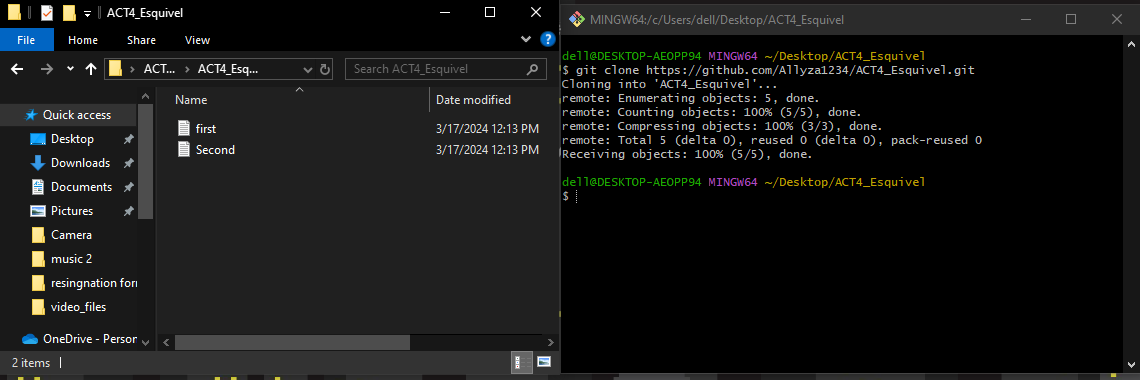 ACT4_Esquivel
File
Home
Share
View
ACT... > ACT4_Esq...
Search ACT4_Esquivel
Name
Date modified
Quick access
Desktop
Downloads
Documents
Pictures
Camera
music 2
resingnation forr
video_files
OneDrive - Person
first
3/17/2024 12:13 PM
Second
3/17/2024 12:13 PM
2 items
MINGW64:/c/Users/dell/Desktop/ACT4_Esquivel
dell@DESKTOP-AEOPP94 MINGW64 ~/Desktop/ACT4_Esquivel
$ git clone https://github.com/Allyza1234/ACT4_Esquivel.git
Cloning into 'ACT4_Esquivel'...
remote: Enumerating objects: 5, done.
remote: Counting objects: 100% (5/5), done.
remote: Compressing objects: 100% (3/3), done.
remote: Total 5 (delta 0), reused 0 (delta 0), pack-reused 0
Receiving objects: 100% (5/5), done.
dell@DESKTOP-AEOPP94 MINGW64 ~/Desktop/ACT4_Esquivel
$